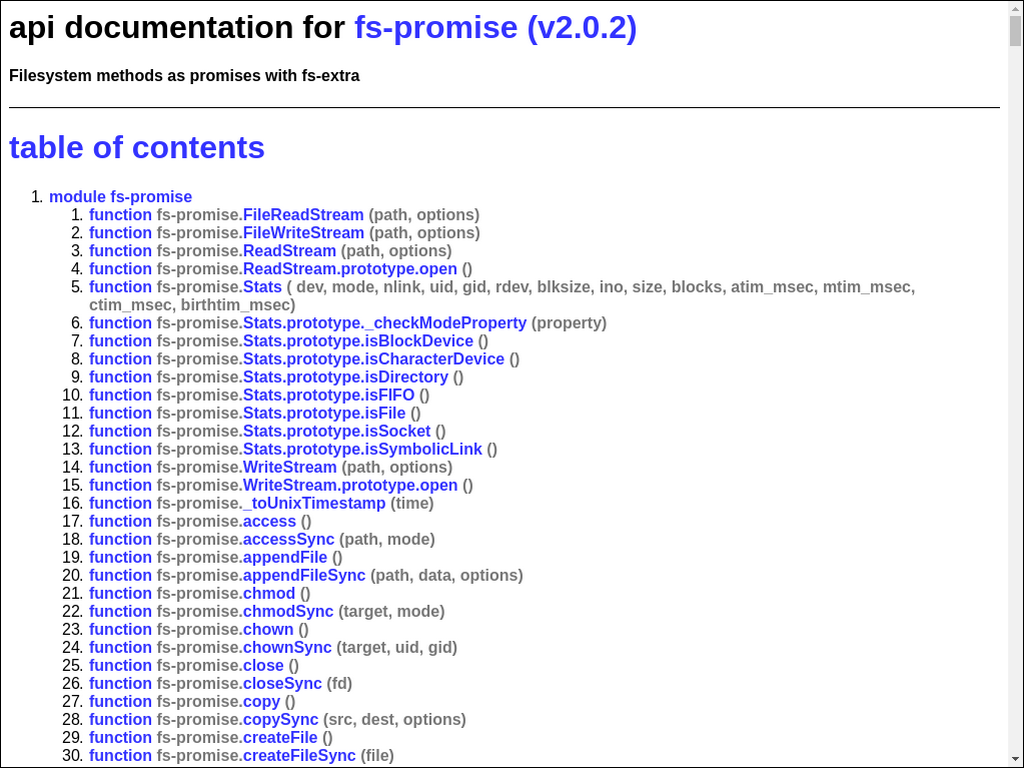 api documentation for fs-promise (v2.0.2)
Filesystem methods as promises with fs-extra
table of contents
1. module fs-promise
1. function fs-promise.FileReadStream (path, options)
2. function fs-promise.FileWriteStream (path, options)
3. function fs-promise.ReadStream (path, options)
4. function fs-promise.ReadStream.prototype.open ()
5. function fs-promise.Stats ( dev, mode, nlink, uid, gid, rdev, blksize, ino, size, blocks, atim_msec, mtim_msec,
ctim_msec, birthtim_msec)
6. function fs-promise.Stats.prototype._checkModeProperty (property)
7. function fs-promise.Stats.prototype.isBlockDevice ()
8. function fs-promise.Stats.prototype.isCharacterDevice ()
9. function fs-promise.Stats.prototype.isDirectory ()
10. function fs-promise.Stats.prototype.isFIFO ()
11. function fs-promise.Stats.prototype.isFile ()
12. function fs-promise.Stats.prototype.isSocket ()
13. function fs-promise.Stats.prototype.isSymbolicLink ()
14. function fs-promise.WriteStream (path, options)
15. function fs-promise.WriteStream.prototype.open ()
16. function fs-promise._toUnixTimestamp (time)
17. function fs-promise.access ()
18. function fs-promise.accessSync (path, mode)
19. function fs-promise.appendFile ()
20. function fs-promise.appendFileSync (path, data, options)
21. function fs-promise.chmod ()
22. function fs-promise.chmodSync (target, mode)
23. function fs-promise.chown ()
24. function fs-promise.chownSync (target, uid, gid)
25. function fs-promise.close ()
26. function fs-promise.closeSync (fd)
27. function fs-promise.copy ()
28. function fs-promise.copySync (src, dest, options)
29. function fs-promise.createFile ()
30. function fs-promise.createFileSync (file)